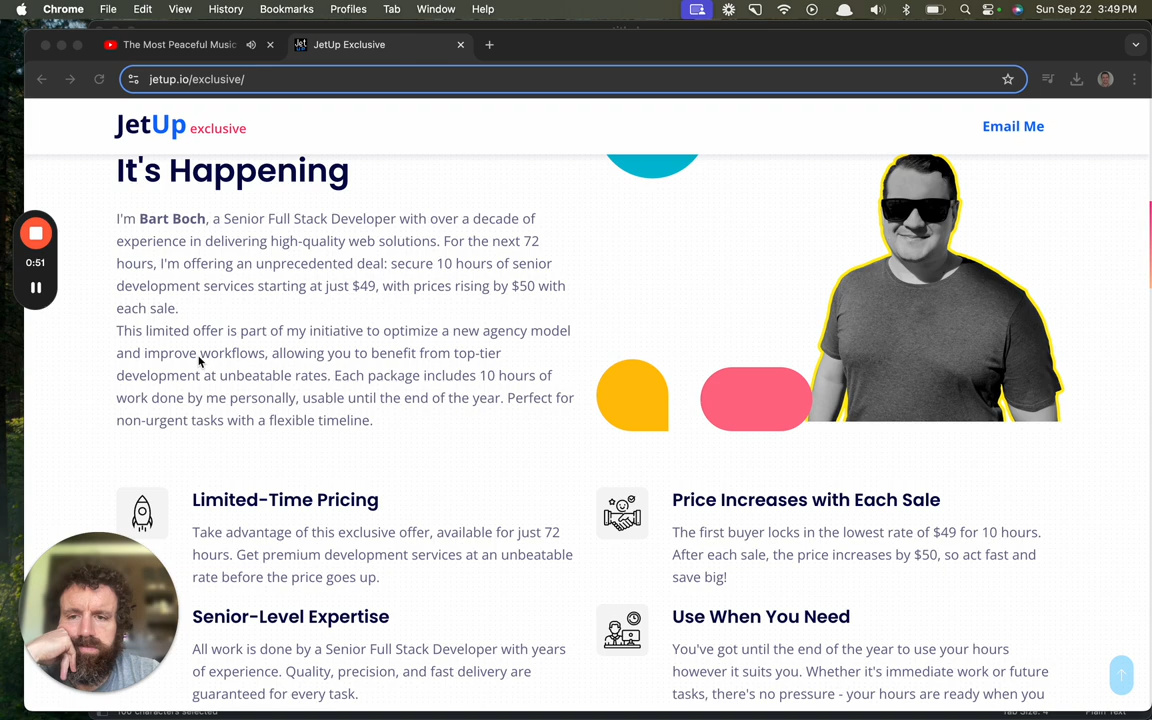 Chrome File Edit View History Bookmarks Profiles Tab Window Help Sun Sep 22 3:49 PM
The Most Peaceful Music
JetUp Exclusive
jetup.io/exclusive/
JetUp exclusive
Email Me
It's Happening
I'm Bart Boch, a Senior Full Stack Developer with over a decade of
experience in delivering high-quality web solutions. For the next 72
hours, I'm offering an unprecedented deal: secure 10 hours of senior
development services starting at just $49, with prices rising by $50 with
each sale.
This limited offer is part of my initiative to optimize a new agency model
and improve workflows, allowing you to benefit from top-tier
development at unbeatable rates. Each package includes 10 hours of
work done by me personally, usable until the end of the year. Perfect for
non-urgent tasks with a flexible timeline.
0:51
Limited-Time Pricing
Take advantage of this exclusive offer, available for just 72
hours. Get premium development services at an unbeatable
rate before the price goes up.
Price Increases with Each Sale
The first buyer locks in the lowest rate of $49 for 10 hours.
After each sale, the price increases by $50, so act fast and
save big!
Senior-Level Expertise
All work is done by a Senior Full Stack Developer with years
of experience. Quality, precision, and fast delivery are
guaranteed for every task.
Use When You Need
You've got until the end of the year to use your hours
however it suits you. Whether it's immediate work or future
tasks, there's no pressure - your hours are ready when you